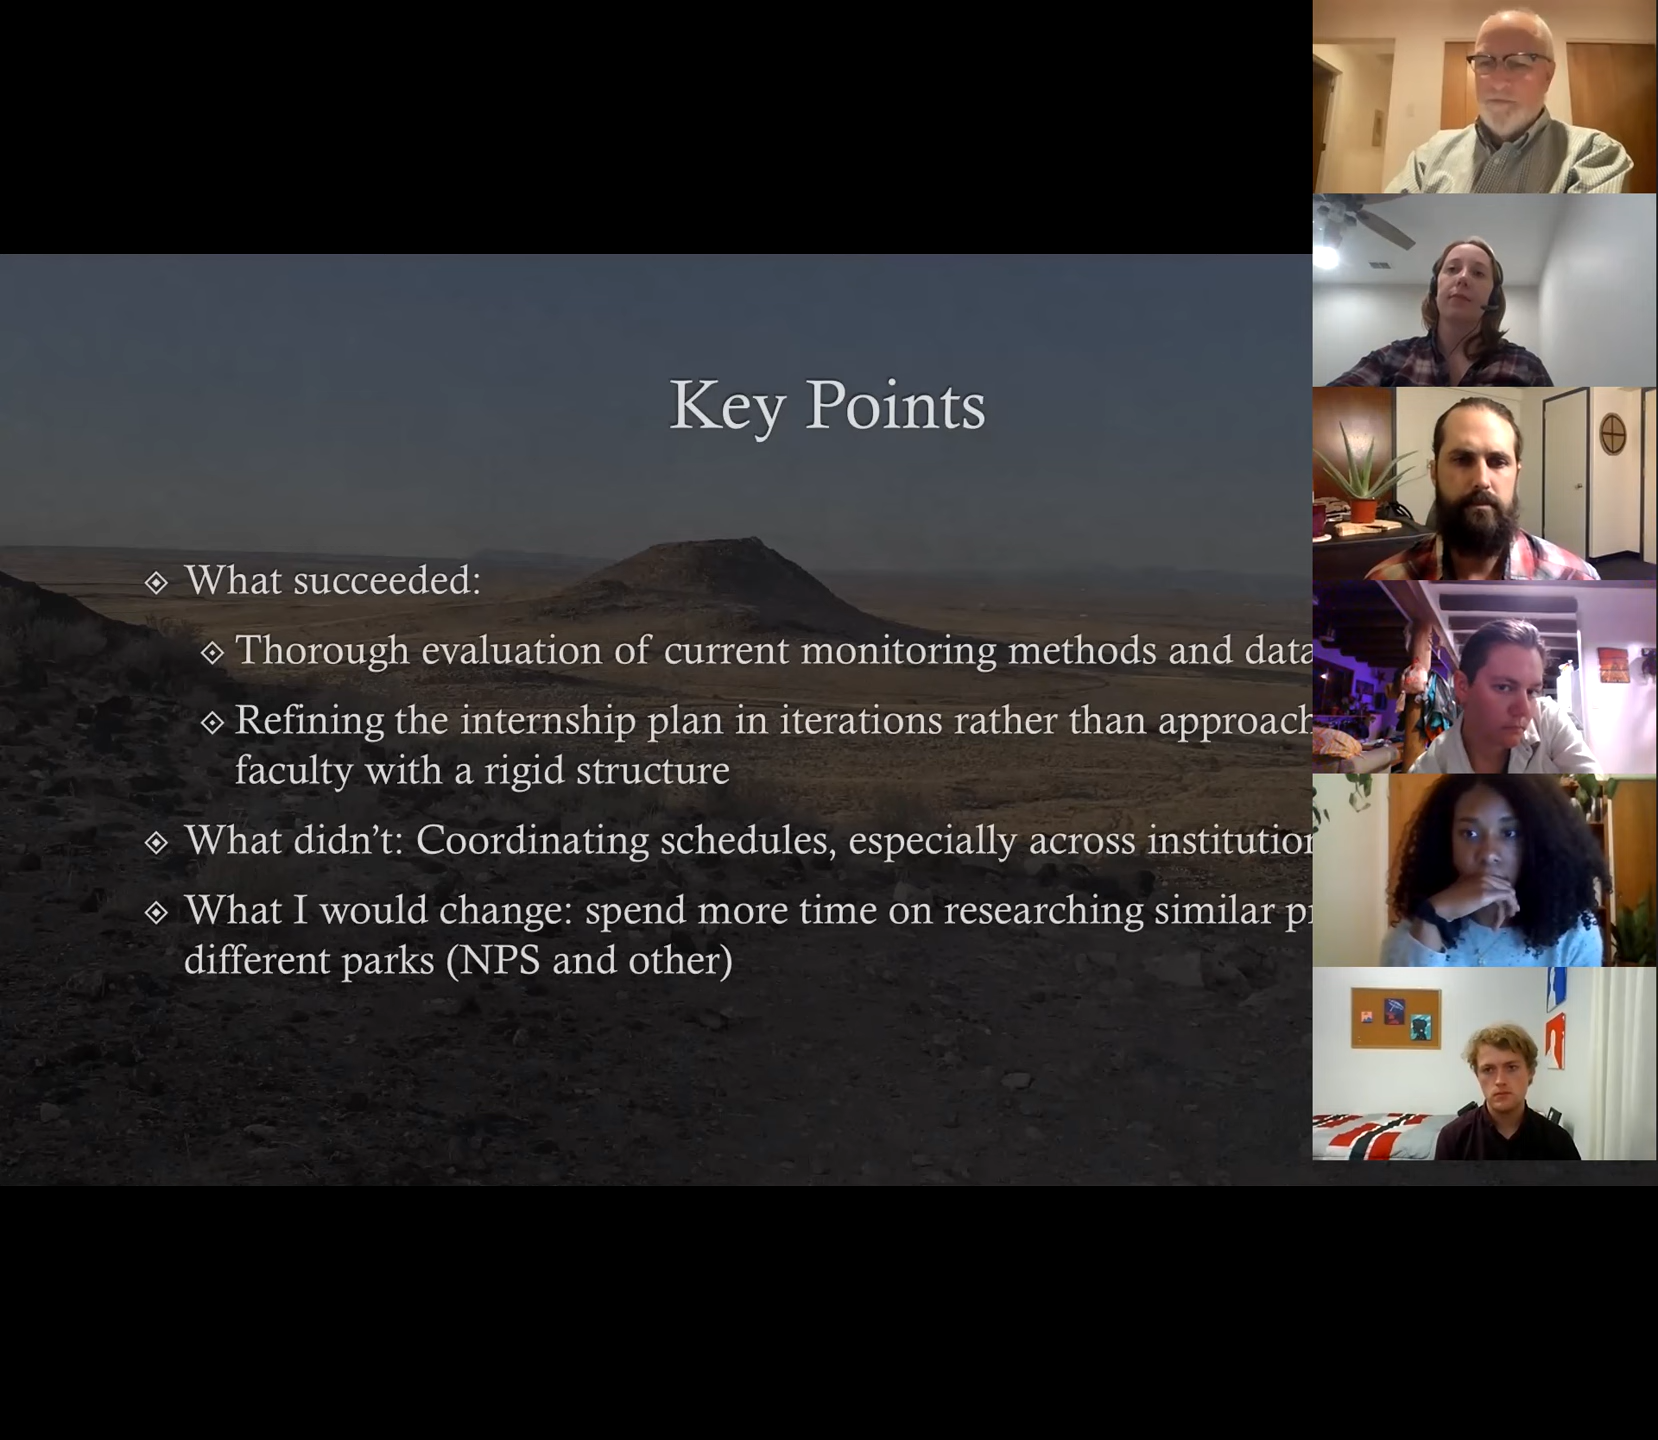 Key Points
What succeeded:
Thorough evaluation of current monitoring methods and data
Refining the internship plan in iterations rather than approach
faculty with a rigid structure
What didn't: Coordinating schedules, especially across institution
What I would change: spend more time on researching similar
different parks (NPS and other)